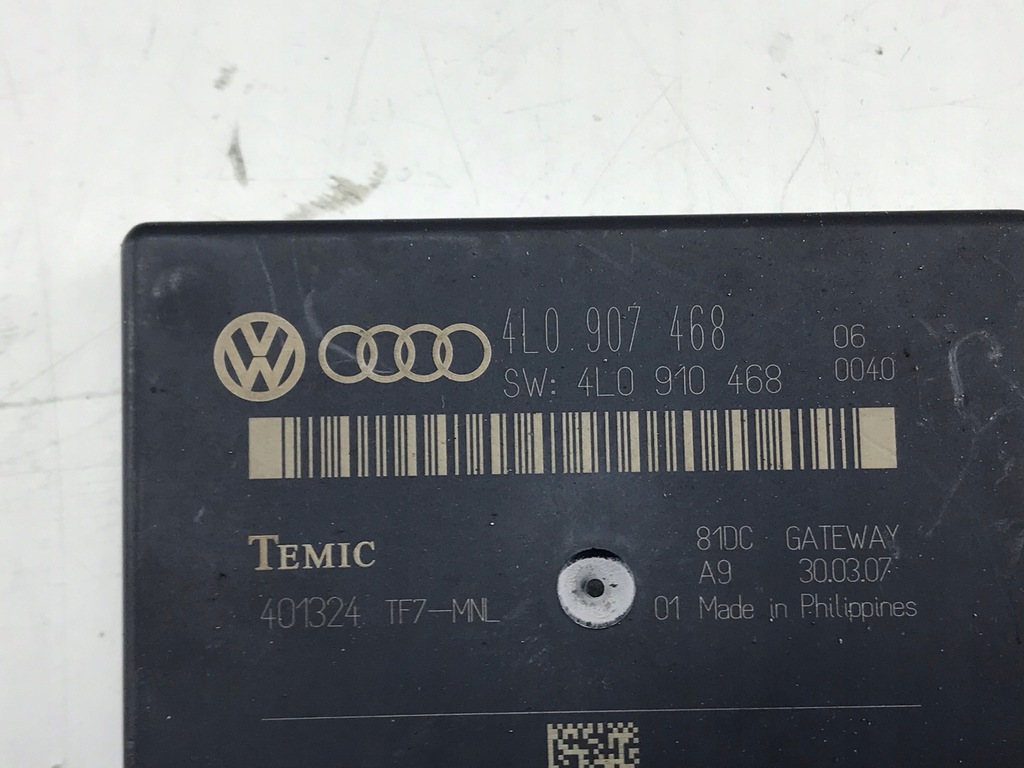 4L0 907 468 06
SW: 4L0 910 468 0040
TEMIC 81DC GATEWAY
A9 30.03.07
401324 TF7-MNL 01 Made in Philippines